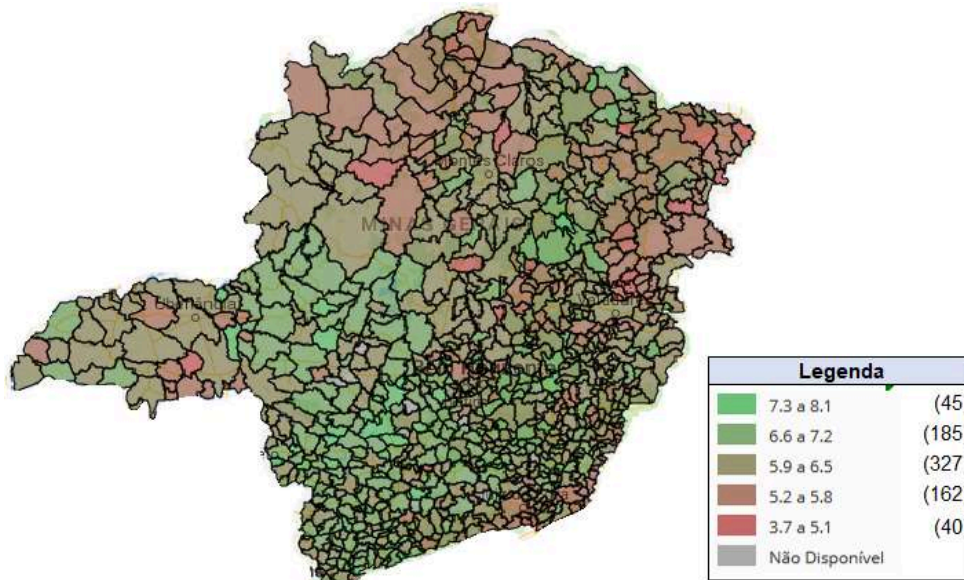 Montes Claros
MINAS GERAIS
Uberlândia
Legenda
7.3 a 8.1 (45
6.6 a 7.2 (185
5.9 a 6.5 (327
5.2 a 5.8 (162
3.7 a 5.1 (40
Não Disponível